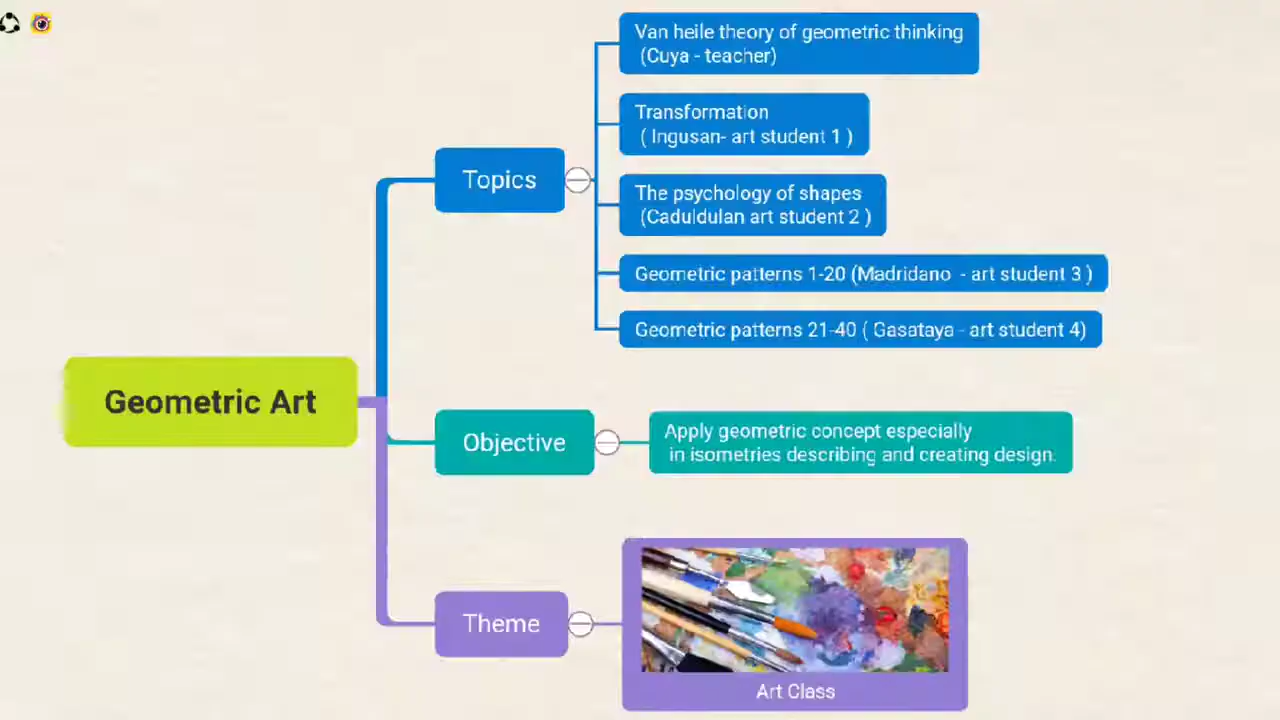 Van heile theory of geometric thinking
(Cuya - teacher)
Transformation
( Ingusan- art student 1 )
Topics
The psychology of shapes
(Caduldulan art student 2 )
Geometric patterns 1-20 (Madridano - art student 3 )
Geometric patterns 21-40 ( Gasataya - art student 4)
Geometric Art
Objective
Apply geometric concept especially
in isometries describing and creating design.
Theme
Art Class